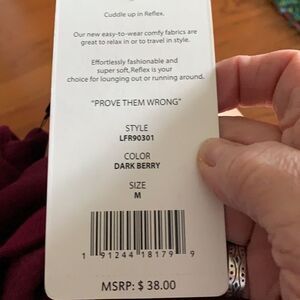 Cuddle up in Reflex.
Our new easy-to-wear comfy fabrics are
great to relax in or to travel in style.
Effortlessly fashionable and
super soft,Reflex is your
choice for lounging out or running around.
"PROVE THEM WRONG"
STYLE
LFR90301
COLOR
DARK BERRY
SIZE
M
1 91244 18179 9
MSRP: $ 38.00